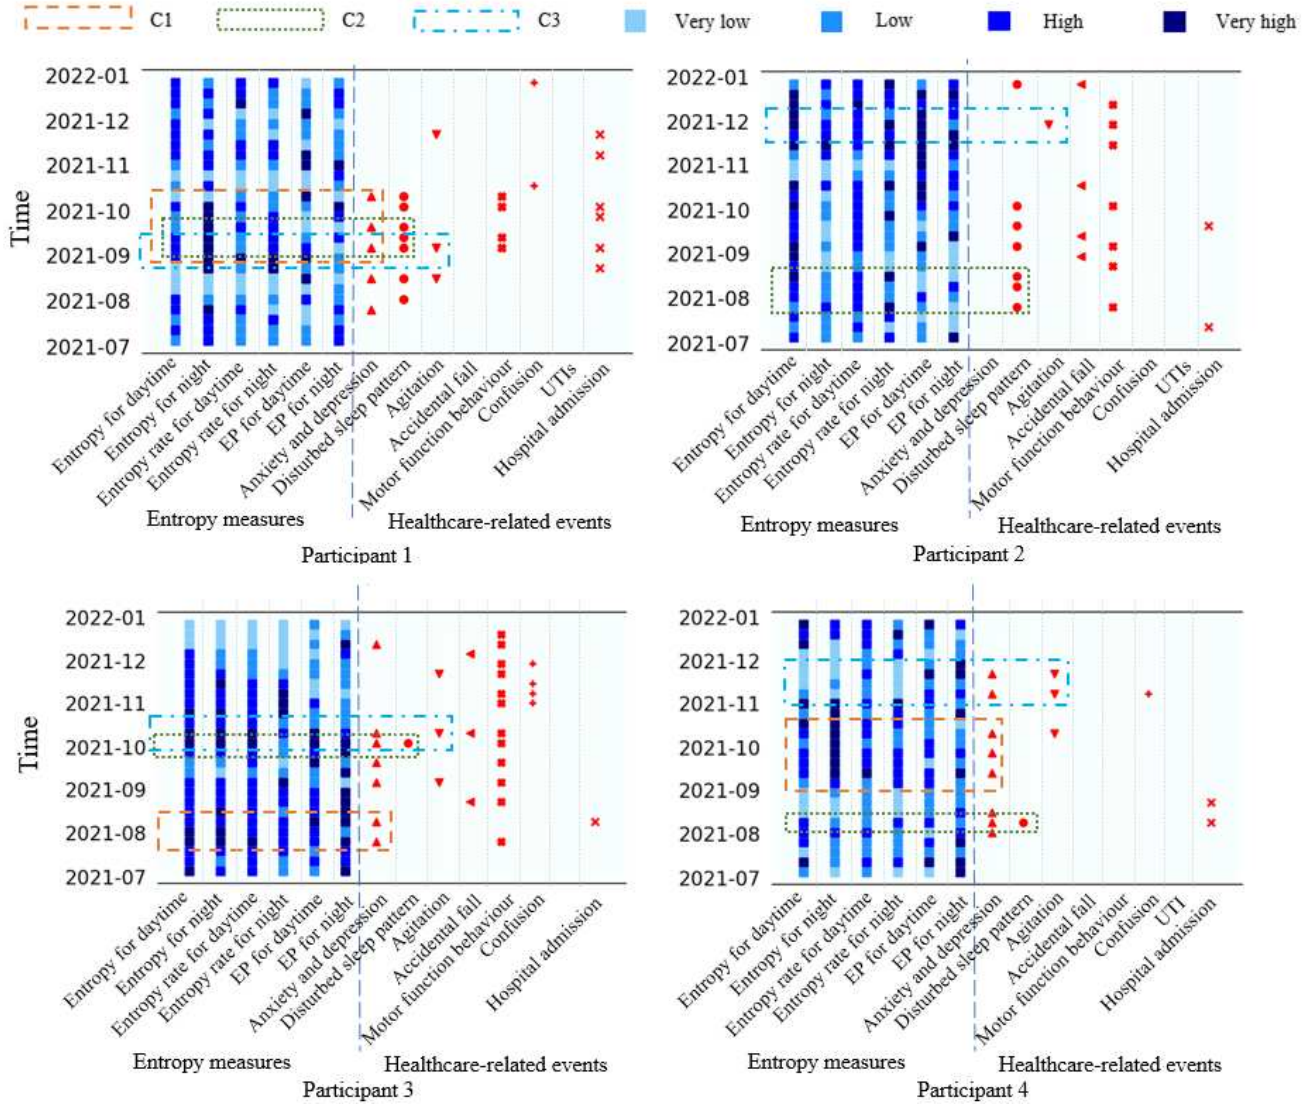 C1 C2 C3 Very low Low High Very high
Time
2022-01
2021-12
2021-11
2021-10
2021-09
2021-08
2021-07
Entropy for daytime
Entropy for night
Entropy rate for daytime
Entropy rate for night
EP for daytime
EP for night
Anxiety and depression
Disturbed sleep pattern
Agitation
Accidental fall
Motor function behaviour
Confusion
UTIs
Hospital admission
Entropy measures Healthcare-related events
Participant 1
2022-01
2021-12
2021-11
2021-10
2021-09
2021-08
2021-07
Entropy for daytime
Entropy for night
Entropy rate for daytime
Entropy rate for night
EP for daytime
EP for night
Anxiety and depression
Disturbed sleep pattern
Agitation
Accidental fall
Motor function behaviour
Confusion
UTIs
Hospital admission
Entropy measures Healthcare-related events
Participant 2
Time
2022-01
2021-12
2021-11
2021-10
2021-09
2021-08
2021-07
Entropy for daytime
Entropy for night
Entropy rate for daytime
Entropy rate for night
EP for daytime
EP for night
Anxiety and depression
Disturbed sleep pattern
Agitation
Accidental fall
Motor function behaviour
Confusion
Hospital admission
Entropy measures Healthcare-related events
Participant 3
2022-01
2021-12
2021-11
2021-10
2021-09
2021-08
2021-07
Entropy for daytime
Entropy for night
Entropy rate for daytime
Entropy rate for night
EP for daytime
EP for night
Anxiety and depression
Disturbed sleep pattern
Agitation
Accidental fall
Motor function behaviour
Confusion
UTI
Hospital admission
Entropy measures Healthcare-related events
Participant 4